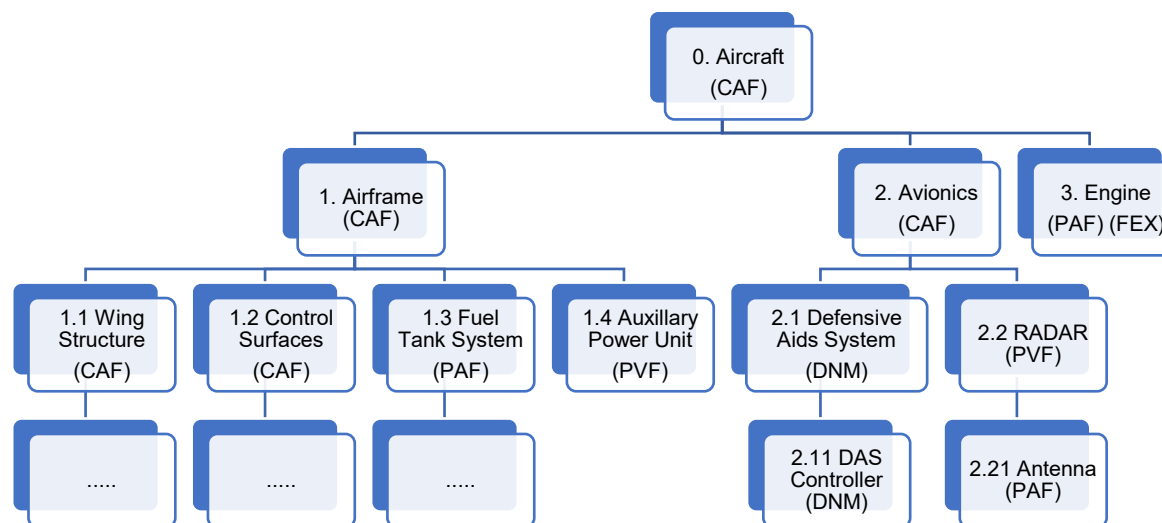 0. Aircraft
(CAF)
1. Airframe
(CAF)
2. Avionics
(CAF)
3. Engine
(PAF) (FEX)
1.1 Wing
Structure
(CAF)
1.2 Control
Surfaces
(CAF)
1.3 Fuel
Tank System
(PAF)
1.4 Auxillary
Power Unit
(PVF)
2.1 Defensive
Aids System
(DNM)
2.2 RADAR
(PVF)
.....
.....
.....
2.11 DAS
Controller
(DNM)
2.21 Antenna
(PAF)